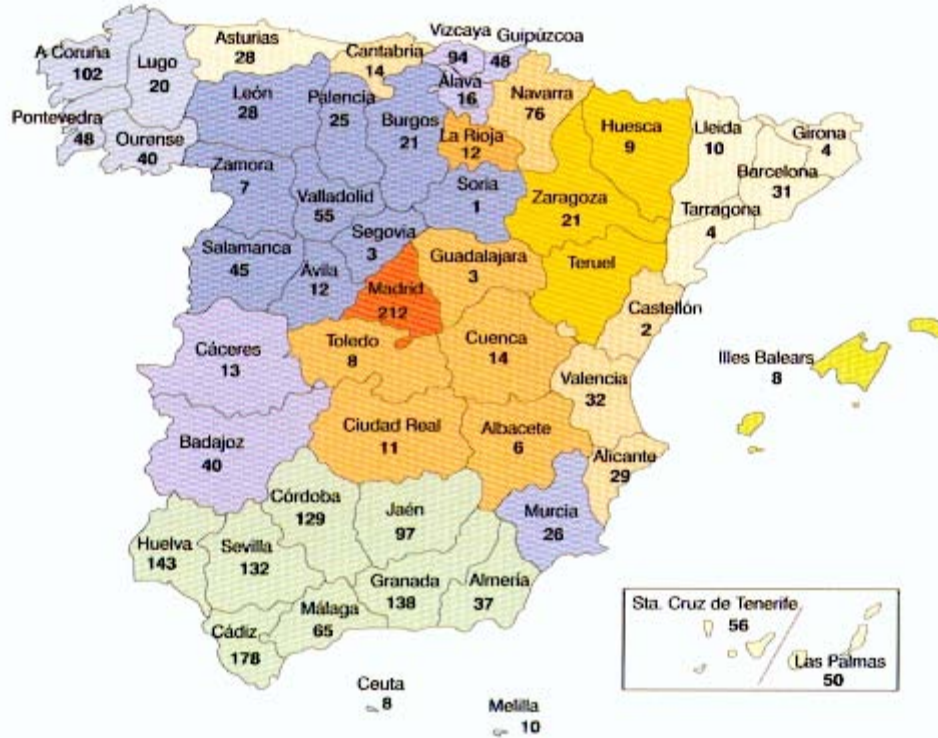 Vizcaya
94
Guipúzcoa
48
Asturias
28
Cantabria
14
A Coruña
102
Lugo
20
Álava
16
León
28
Palencia
25
Burgos
21
Navarra
76
Pontevedra
48
Ourense
40
La Rioja
12
Huesca
9
Lleida
10
Girona
4
Barcelona
31
Zamora
7
Valladolid
55
Soria
1
Zaragoza
21
Tarragona
4
Salamanca
45
Segovia
3
Ávila
12
Madrid
212
Guadalajara
3
Teruel
Castellón
2
Cáceres
13
Toledo
8
Cuenca
14
Illes Balears
8
Valencia
32
Badajoz
40
Ciudad Real
11
Albacete
6
Alicante
29
Córdoba
129
Jaén
97
Murcia
26
Huelva
143
Sevilla
132
Granada
138
Almería
37
Málaga
65
Cádiz
178
Sta. Cruz de Tenerife
56
Las Palmas
50
Ceuta
8
Melilla
10